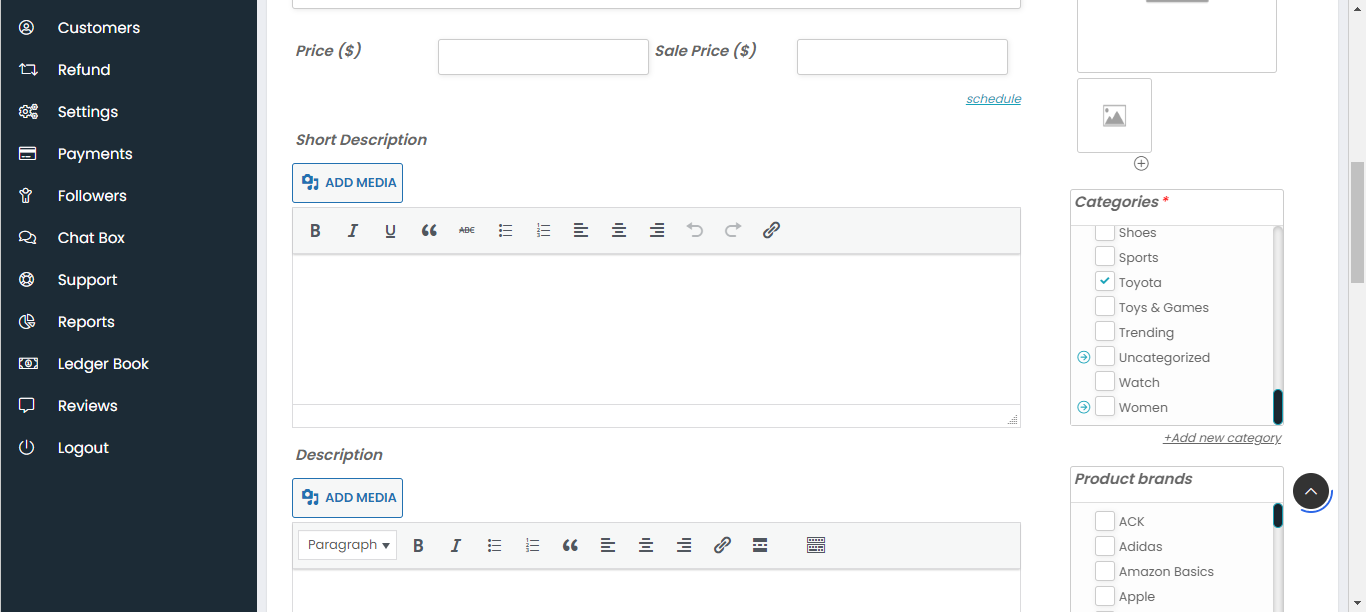 Customers
Refund
Settings
Payments
Followers
Chat Box
Support
Reports
Ledger Book
Reviews
Logout
Price ($)
Sale Price ($)
schedule
Short Description
ADD MEDIA
B I U “ ABC
Description
ADD MEDIA
Paragraph B I “
Categories *
Shoes
Sports
Toyota
Toys & Games
Trending
Uncategorized
Watch
Women
+Add new category
Product brands
ACK
Adidas
Amazon Basics
Apple